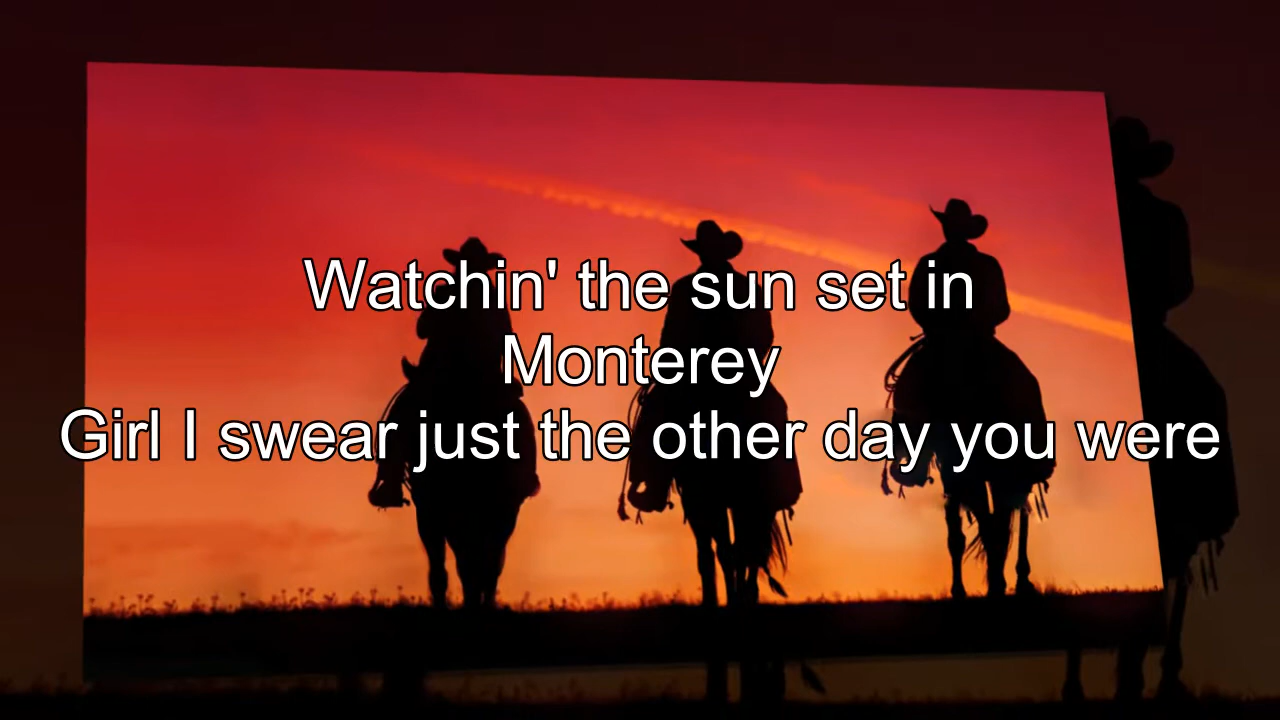 Watchin' the sun set in
Monterey
Girl I swear just the other day you were